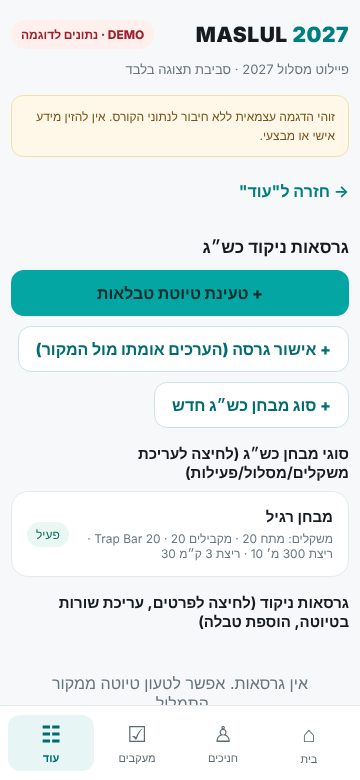 MASLUL 2027
DEMO · נתונים לדוגמה
פיילוט מסלול 2027 · סביבת תצוגה בלבד
זוהי הדגמה עצמאית ללא חיבור לנתוני הקורס. אין להזין מידע
אישי או מבצעי.
→ חזרה ל"עוד"
גרסאות ניקוד כש״ג
+ טעינת טיוטת טבלאות
+ אישור גרסה (הערכים אומתו מול המקור)
+ סוג מבחן כש״ג חדש
סוגי מבחן כש״ג (לחיצה לעריכת
משקלים/מסלול/פעילות)
מבחן רגיל
משקלים: מתח 20 · מקבילים 20 · Trap Bar 20 ·
ריצת 300 מ׳ 10 · ריצת 3 ק״מ 30
פעיל
גרסאות ניקוד (לחיצה לפרטים, עריכת שורות
בטיוטה, הוספת טבלה)
אין גרסאות. אפשר לטעון טיוטה ממקור
התמלול
בית
חניכים
מעקבים
עוד